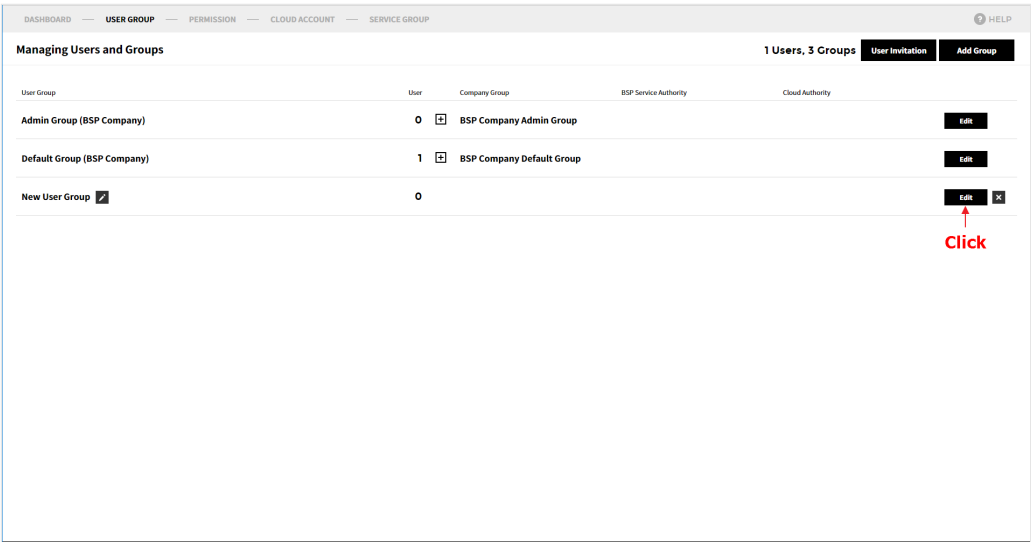 DASHBOARD — USER GROUP — PERMISSION — CLOUD ACCOUNT — SERVICE GROUP ? HELP
Managing Users and Groups 1 Users, 3 Groups User Invitation Add Group
User Group User Company Group BSP Service Authority Cloud Authority
Admin Group (BSP Company) 0 BSP Company Admin Group Edit
Default Group (BSP Company) 1 BSP Company Default Group Edit
New User Group 0 Edit
Click